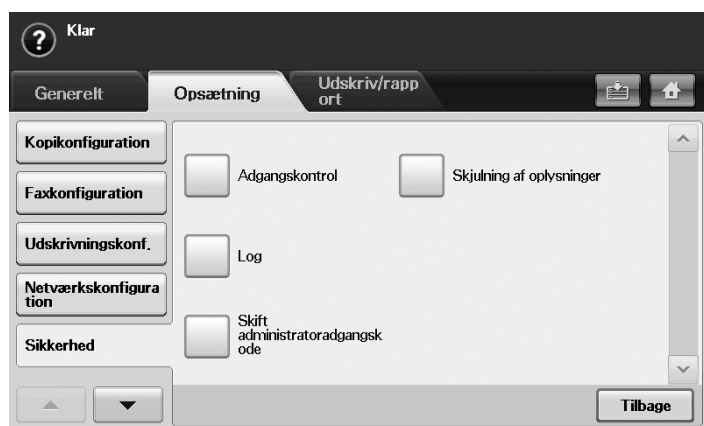 Klar
Generelt
Opsætning
Udskriv/rapp
ort
Kopikonfiguration
Faxkonfiguration
Udskrivningskonf.
Netværkskonfigura
tion
Sikkerhed
Adgangskontrol
Skjulning af oplysninger
Log
Skift
administratoradgangsk
ode
Tilbage